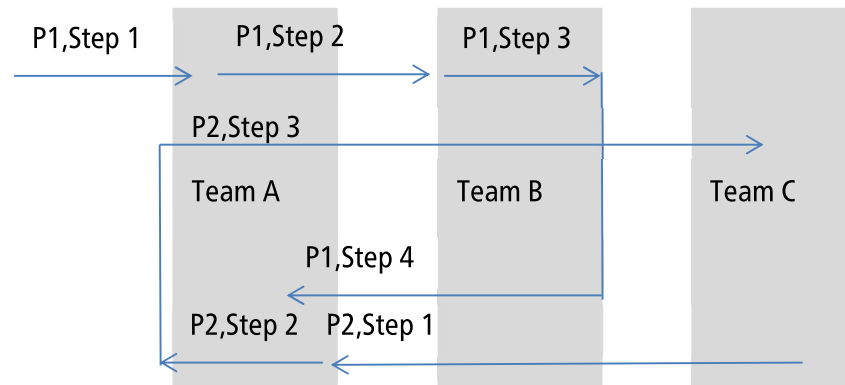 P1,Step 1
P1,Step 2
P1,Step 3
P2,Step 3
Team A
Team B
Team C
P1,Step 4
P2,Step 2
P2,Step 1